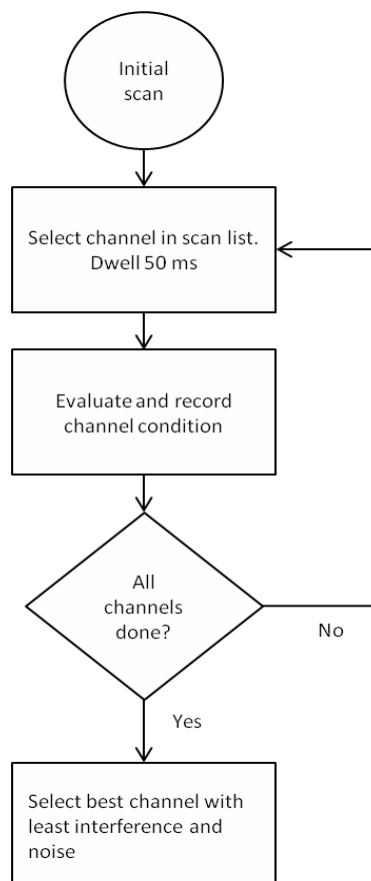 Initial
scan
Select channel in scan list.
Dwell 50 ms
Evaluate and record
channel condition
All
channels
done?
No
Yes
Select best channel with
least interference and
noise